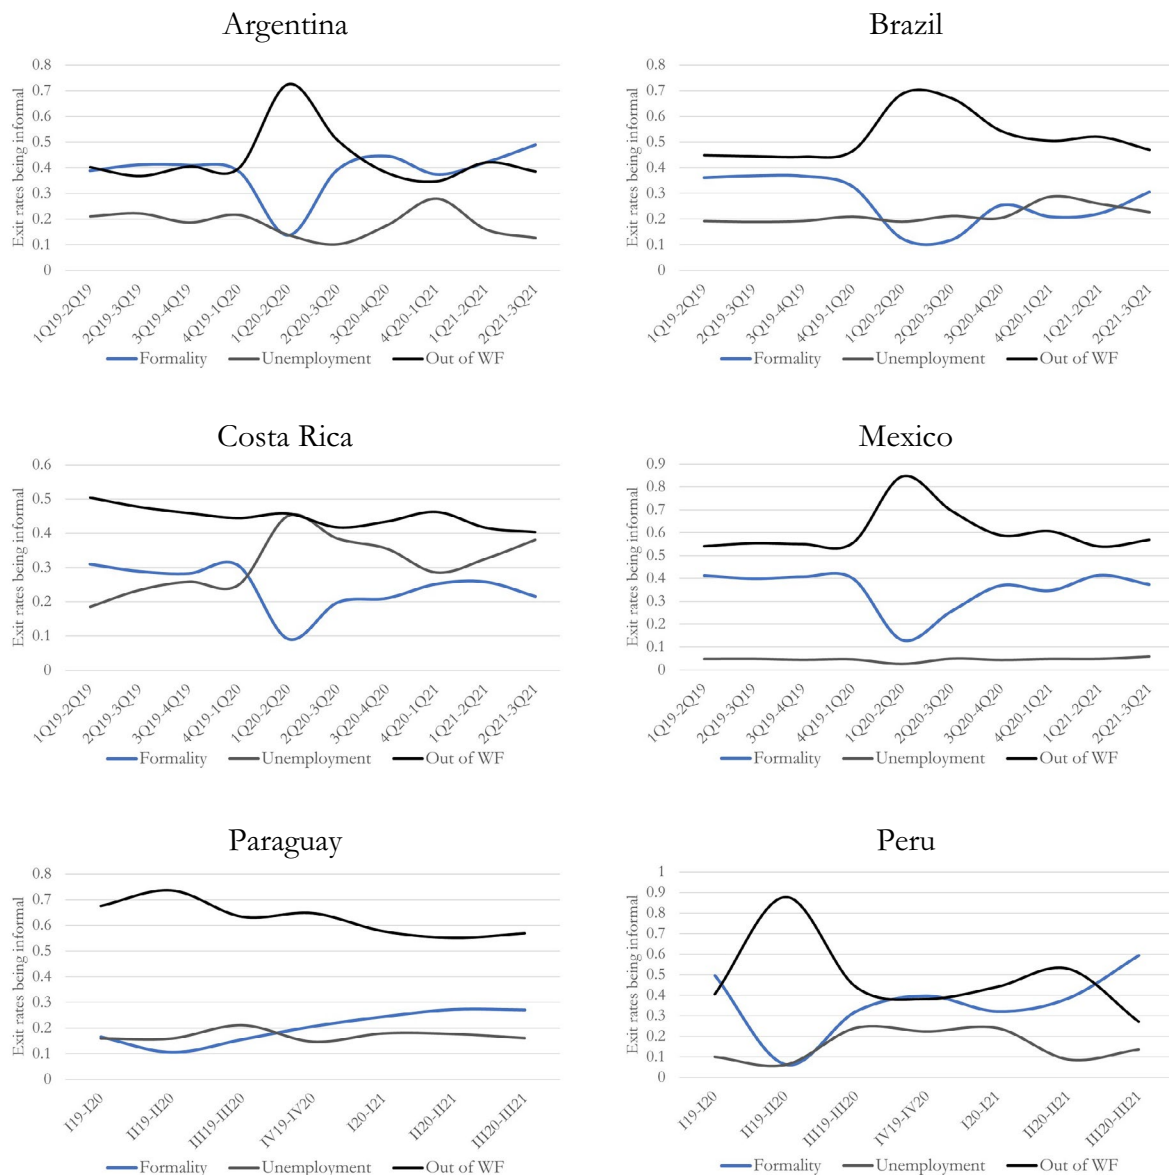 Argentina
Exit rates being informal
0.8
0.7
0.6
0.5
0.4
0.3
0.2
0.1
0
1Q19-2Q19
2Q19-3Q19
3Q19-4Q19
4Q19-1Q20
1Q20-2Q20
2Q20-3Q20
3Q20-4Q20
4Q20-1Q21
1Q21-2Q21
2Q21-3Q21
Formality Unemployment Out of WF
Brazil
Exit rates being informal
0.8
0.7
0.6
0.5
0.4
0.3
0.2
0.1
0
1Q19-2Q19
2Q19-3Q19
3Q19-4Q19
4Q19-1Q20
1Q20-2Q20
2Q20-3Q20
3Q20-4Q20
4Q20-1Q21
1Q21-2Q21
2Q21-3Q21
Formality Unemployment Out of WF
Costa Rica
Exit rates being informal
0.6
0.5
0.4
0.3
0.2
0.1
0
1Q19-2Q19
2Q19-3Q19
3Q19-4Q19
4Q19-1Q20
1Q20-2Q20
2Q20-3Q20
3Q20-4Q20
4Q20-1Q21
1Q21-2Q21
2Q21-3Q21
Formality Unemployment Out of WF
Mexico
Exit rates being informal
0.9
0.8
0.7
0.6
0.5
0.4
0.3
0.2
0.1
0
1Q19-2Q19
2Q19-3Q19
3Q19-4Q19
4Q19-1Q20
1Q20-2Q20
2Q20-3Q20
3Q20-4Q20
4Q20-1Q21
1Q21-2Q21
2Q21-3Q21
Formality Unemployment Out of WF
Paraguay
Exit rates being informal
0.8
0.7
0.6
0.5
0.4
0.3
0.2
0.1
0
I19-I20
II19-II20
III19-III20
IV19-IV20
I20-I21
II20-II21
III20-III21
Formality Unemployment Out of WF
Peru
Exit rates being informal
1
0.9
0.8
0.7
0.6
0.5
0.4
0.3
0.2
0.1
0
I19-I20
II19-II20
III19-III20
IV19-IV20
I20-I21
II20-II21
III20-III21
Formality Unemployment Out of WF